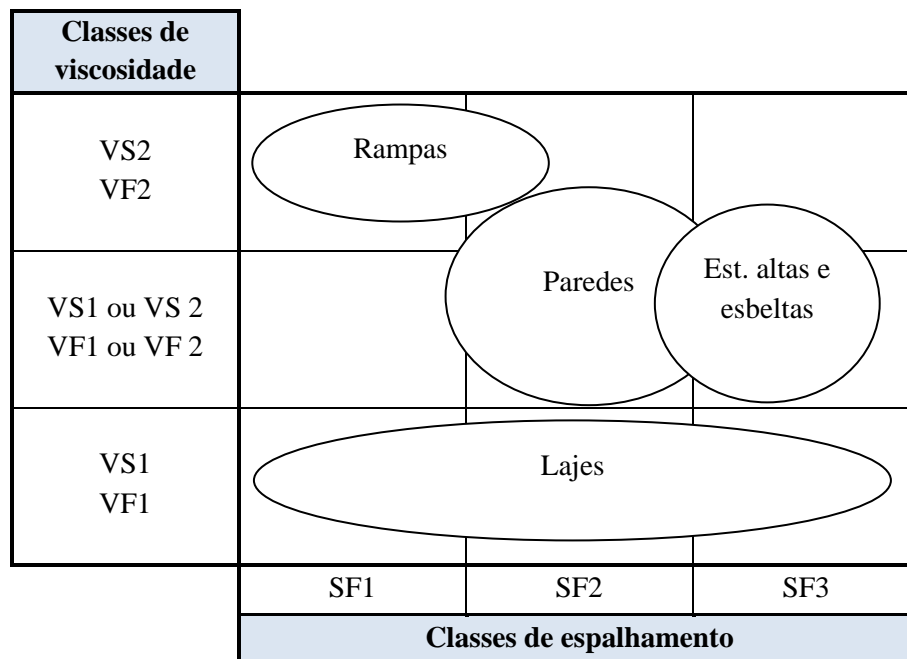 Classes de
viscosidade
VS2
VF2
Rampas
Paredes
Est. altas e
esbeltas
VS1 ou VS 2
VF1 ou VF 2
VS1
VF1
Lajes
SF1
SF2
SF3
Classes de espalhamento